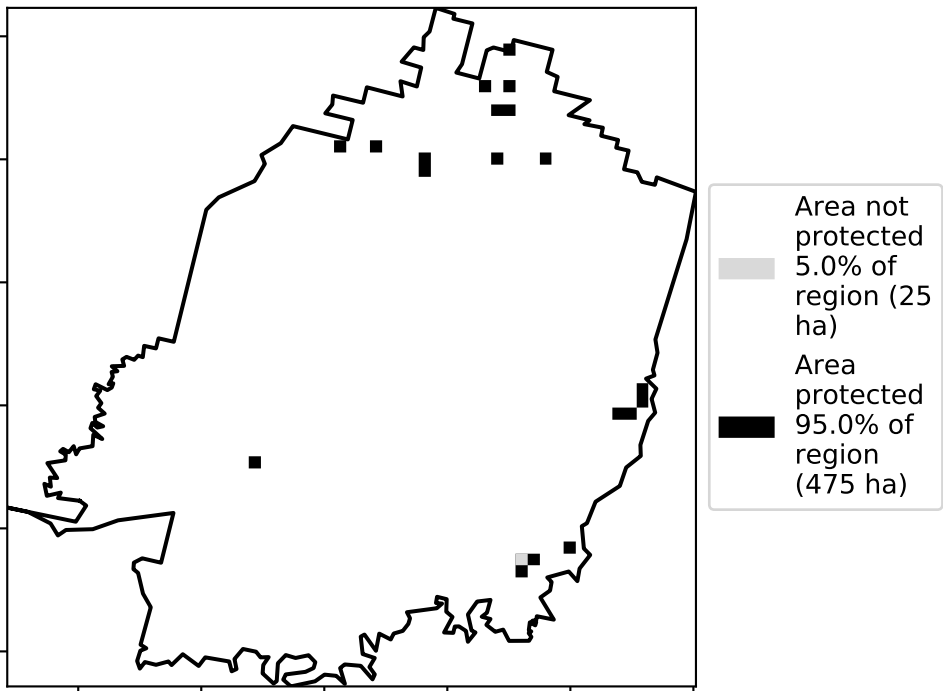 Area not
protected
5.0% of
region (25
ha)
Area
protected
95.0% of
region
(475 ha)